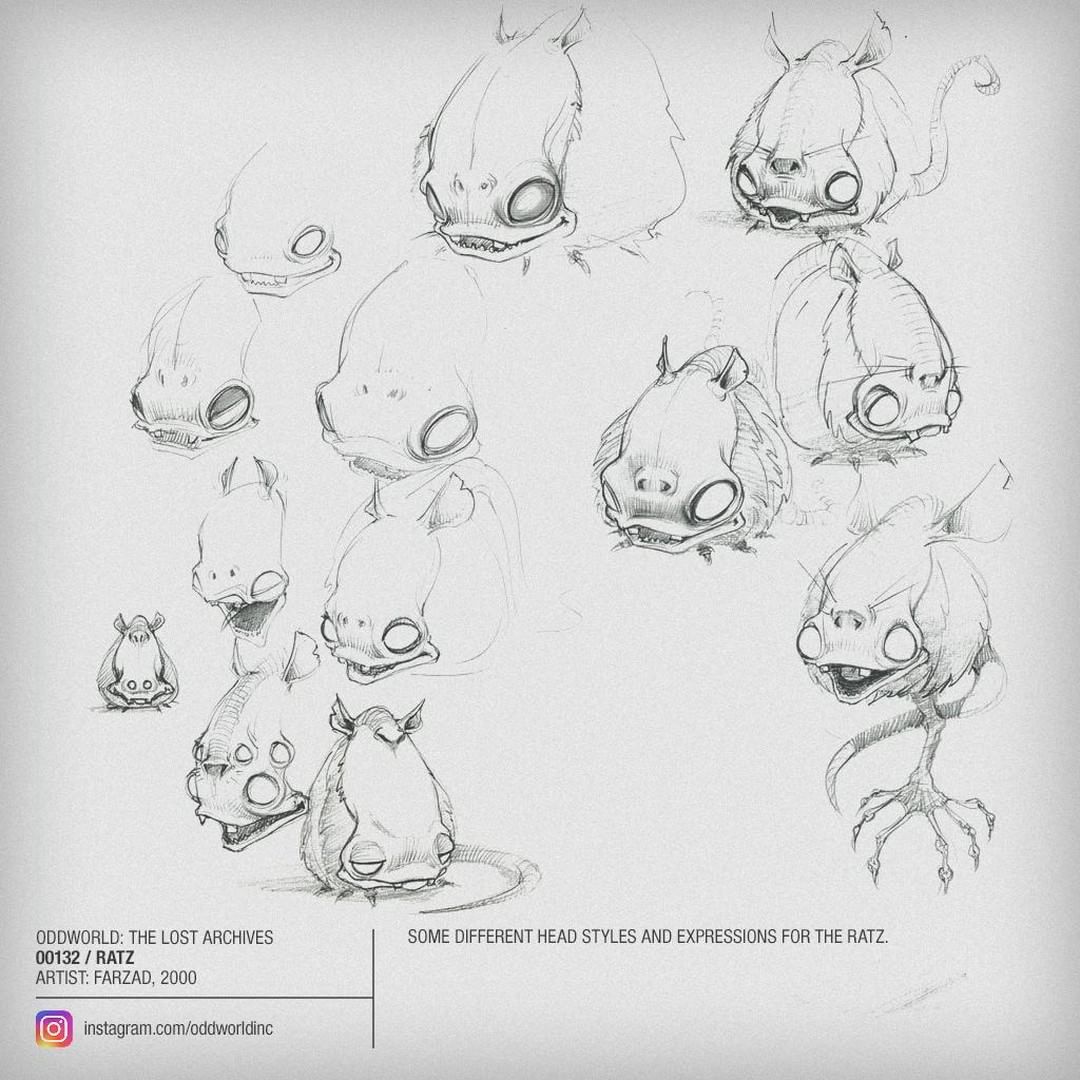 ODDWORLD: THE LOST ARCHIVES
00132 / RATZ
ARTIST: FARZAD, 2000
instagram.com/oddworldinc
SOME DIFFERENT HEAD STYLES AND EXPRESSIONS FOR THE RATZ.